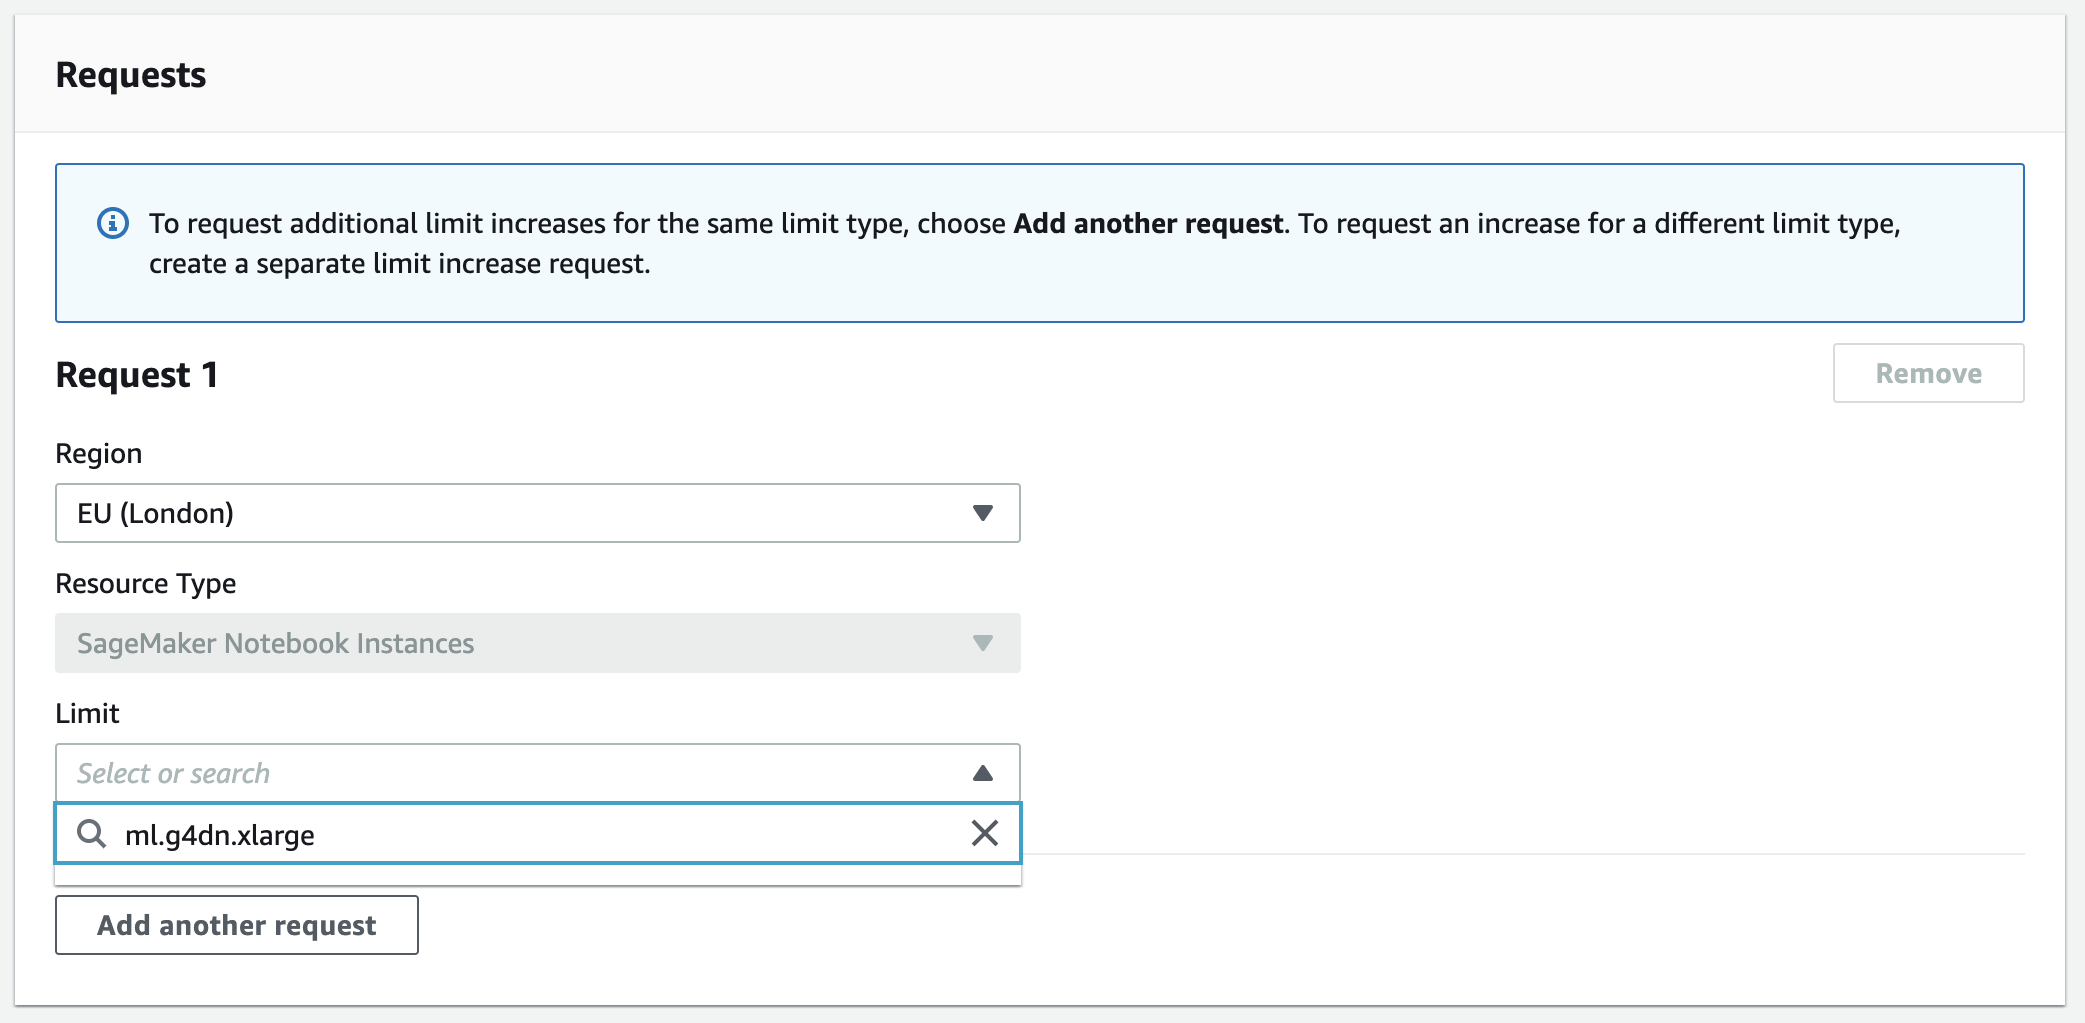 Requests
To request additional limit increases for the same limit type, choose Add another request. To request an increase for a different limit type,
create a separate limit increase request.
Request 1
Remove
Region
EU (London)
Resource Type
SageMaker Notebook Instances
Limit
Select or search
ml.g4dn.xlarge
Add another request